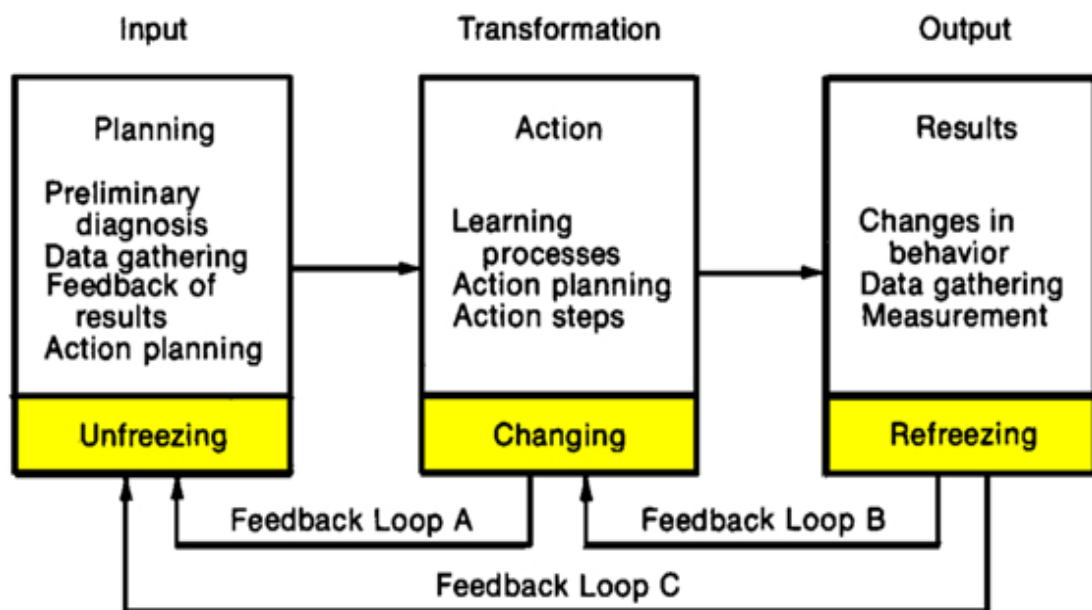 Input
Transformation
Output
Planning
Preliminary
diagnosis
Data gathering
Feedback of
results
Action planning
Unfreezing
Action
Learning
processes
Action planning
Action steps
Changing
Results
Changes in
behavior
Data gathering
Measurement
Refreezing
Feedback Loop A
Feedback Loop B
Feedback Loop C